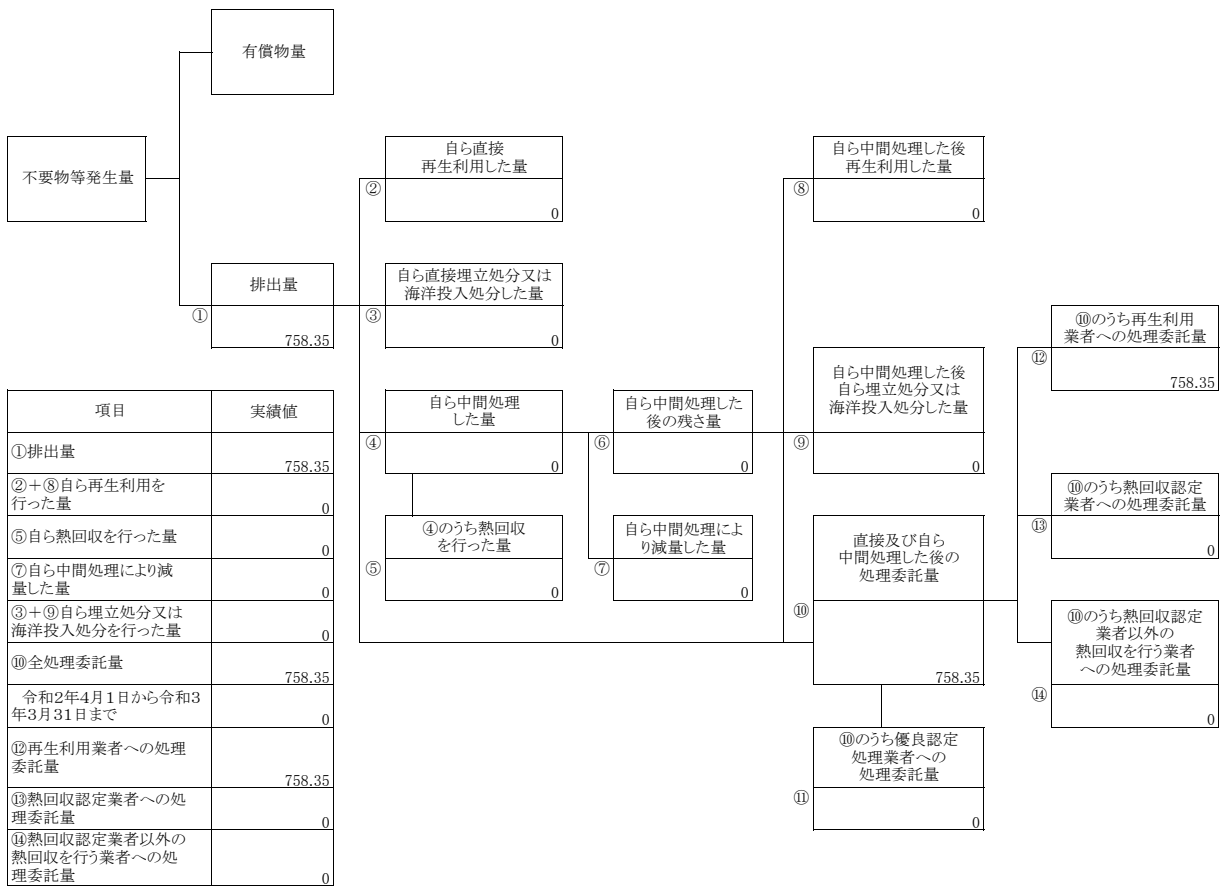 有償物量
不要物等発生量
排出量
①
758.35
自ら直接
再生利用した量
②
0
自ら直接埋立処分又は
海洋投入処分した量
③
0
自ら中間処理
した量
④
0
④のうち熱回収
を行った量
⑤
0
自ら中間処理した
後の残さ量
⑥
0
自ら中間処理によ
り減量した量
⑦
0
自ら中間処理した後
再生利用した量
⑧
0
自ら中間処理した後
自ら埋立処分又は
海洋投入処分した量
⑨
0
直接及び自ら
中間処理した後の
処理委託量
⑩
758.35
⑩のうち優良認定
処理業者への
処理委託量
⑪
0
⑩のうち再生利用
業者への処理委託量
⑫
758.35
⑩のうち熱回収認定
業者への処理委託量
⑬
0
⑩のうち熱回収認定
業者以外の
熱回収を行う業者
への処理委託量
⑭
0
項目 実績値
①排出量
758.35
②+⑧自ら再生利用を
行った量
0
⑤自ら熱回収を行った量
0
⑦自ら中間処理により減
量した量
0
③+⑨自ら埋立処分又は
海洋投入処分を行った量
0
⑩全処理委託量
758.35
令和2年4月1日から令和3
年3月31日まで
0
⑫再生利用業者への処理
委託量
758.35
⑬熱回収認定業者への処
理委託量
0
⑭熱回収認定業者以外の
熱回収を行う業者への処
理委託量
0